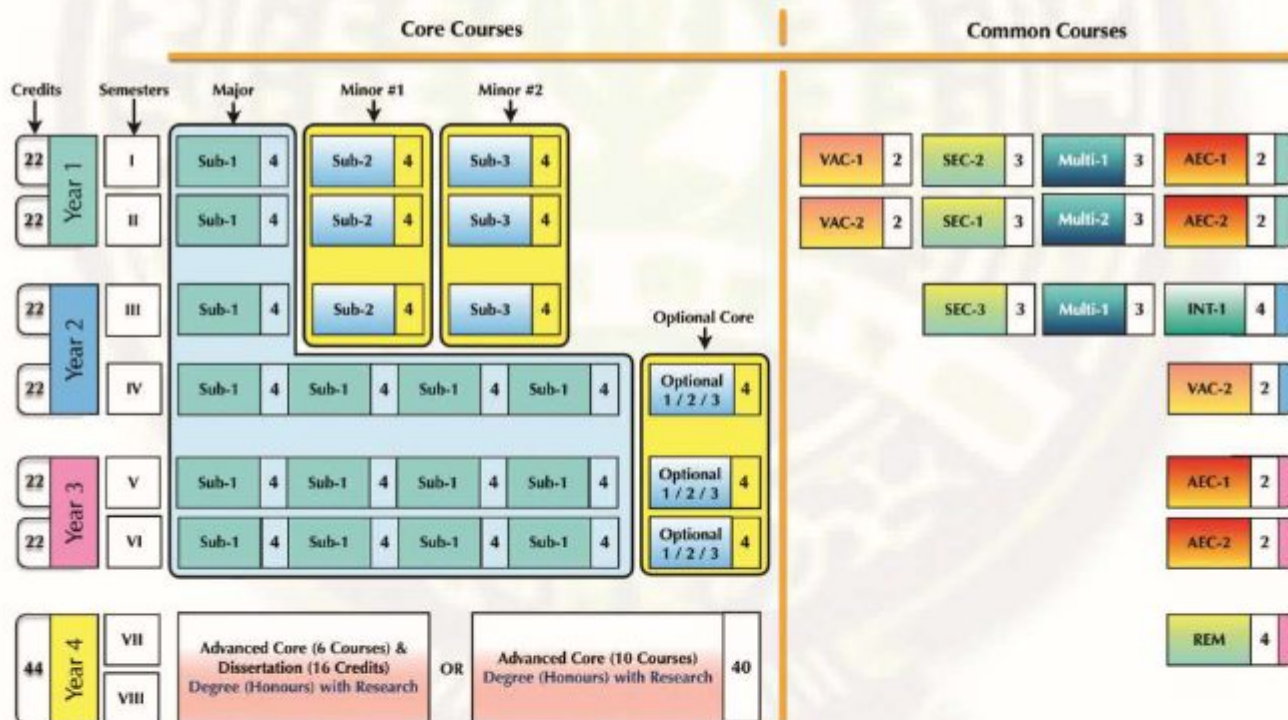 Core Courses
Common Courses
Credits Semesters Major Minor #1 Minor #2
22 Year 1 I Sub-1 4 Sub-2 4 Sub-3 4 VAC-1 2 SEC-2 3 Multi-1 3 AEC-1 2
22 II Sub-1 4 Sub-2 4 Sub-3 4 VAC-2 2 SEC-1 3 Multi-2 3 AEC-2 2
22 Year 2 III Sub-1 4 Sub-2 4 Sub-3 4 SEC-3 3 Multi-1 3 INT-1 4
Optional Core
22 IV Sub-1 4 Sub-1 4 Sub-1 4 Sub-1 4 Optional 4 VAC-2 2
1 / 2 / 3
22 Year 3 V Sub-1 4 Sub-1 4 Sub-1 4 Sub-1 4 Optional 4 AEC-1 2
1 / 2 / 3
22 VI Sub-1 4 Sub-1 4 Sub-1 4 Sub-1 4 Optional 4 AEC-2 2
1 / 2 / 3
44 Year 4 VII
VIII
Advanced Core (6 Courses) &
Dissertation (16 Credits)
Degree (Honours) with Research
OR
Advanced Core (10 Courses)
Degree (Honours) with Research
40
REM 4